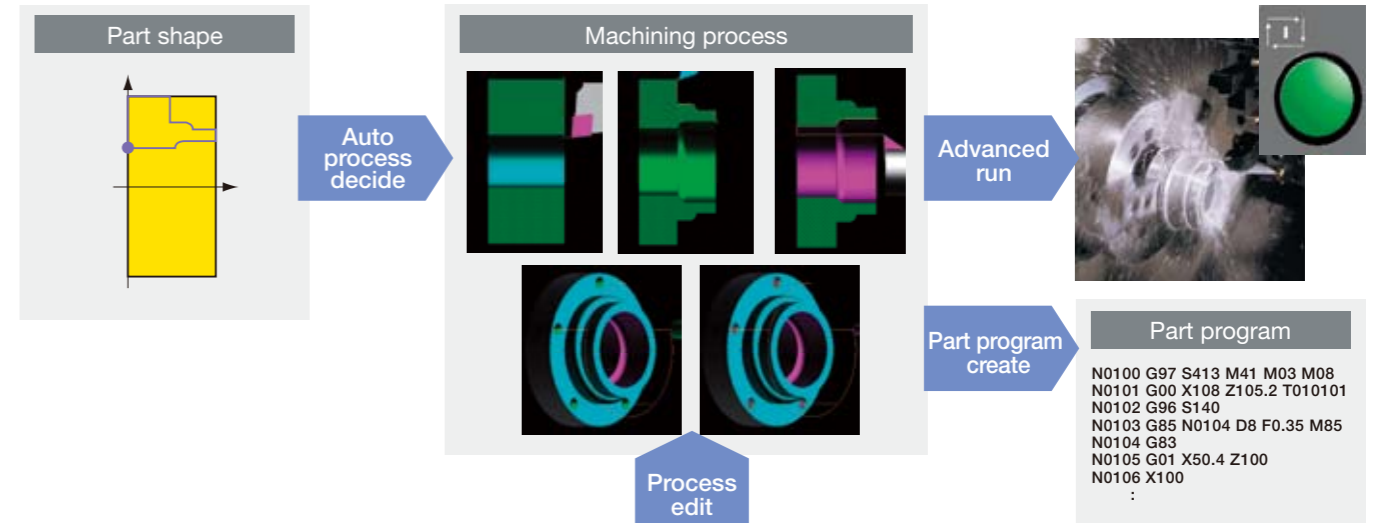 Part shape
Auto
process
decide
Machining process
Process
edit
Advanced
run
Part program
create
Part program
N0100 G97 S413 M41 M03 M08
N0101 G00 X108 Z105.2 T010101
N0102 G96 S140
N0103 G85 N0104 D8 F0.35 M85
N0104 G83
N0105 G01 X50.4 Z100
N0106 X100
: